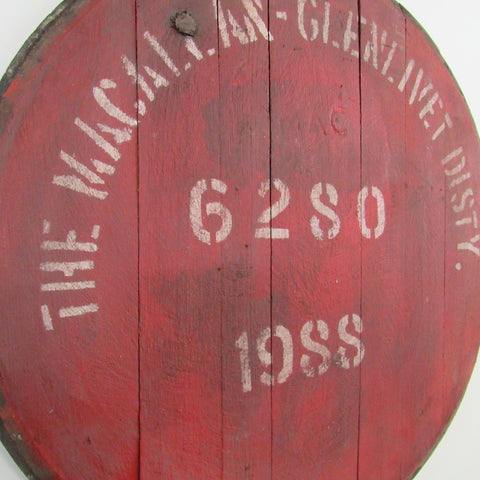 THE MACALLAN-GLENLIVET DISTY.
6280
1988